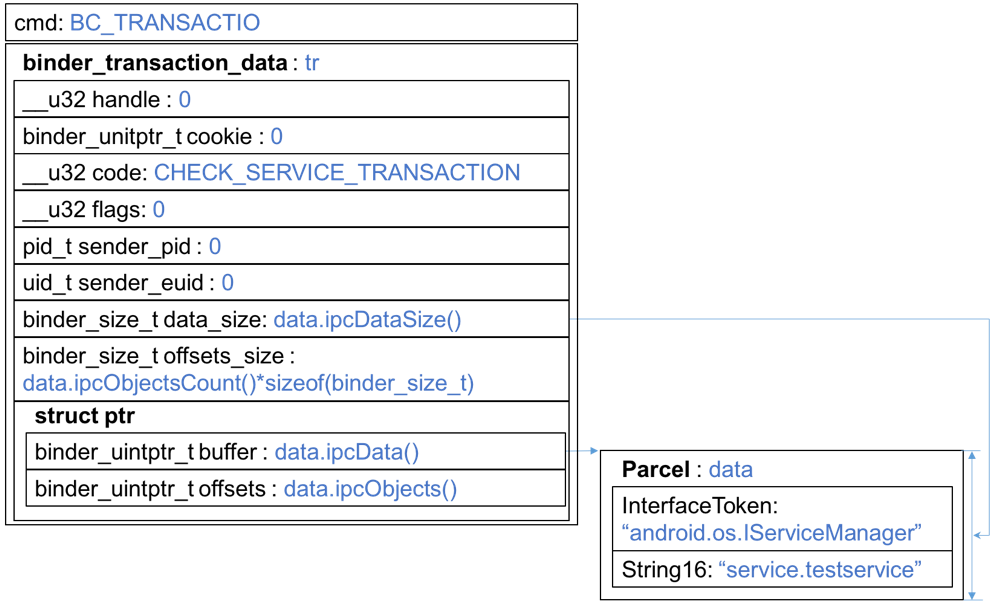 cmd: BC_TRANSACTIO
binder_transaction_data : tr
__u32 handle : 0
binder_unitptr_t cookie : 0
__u32 code: CHECK_SERVICE_TRANSACTION
__u32 flags: 0
pid_t sender_pid : 0
uid_t sender_euid : 0
binder_size_t data_size: data.ipcDataSize()
binder_size_t offsets_size :
data.ipcObjectsCount()*sizeof(binder_size_t)
struct ptr
binder_uintptr_t buffer : data.ipcData()
binder_uintptr_t offsets : data.ipcObjects()
Parcel : data
InterfaceToken:
“android.os.IServiceManager”
String16: “service.testservice”